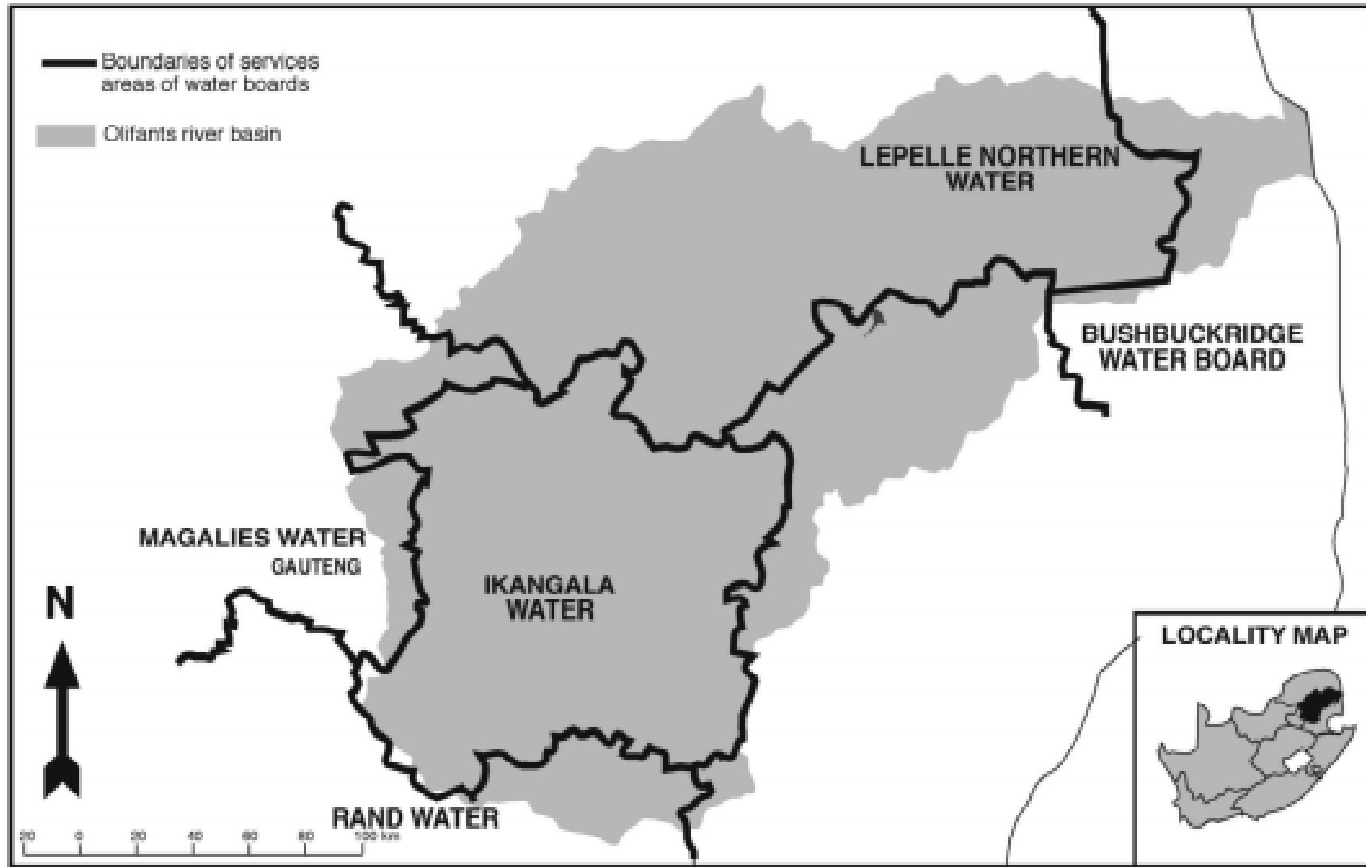 Boundaries of services
areas of water boards
Olifants river basin
LEPELLE NORTHERN
WATER
BUSHBUCKRIDGE
WATER BOARD
MAGALIES WATER
GAUTENG
IKANGALA
WATER
N
LOCALITY MAP
RAND WATER
20 0 20 40 60 80 100 km